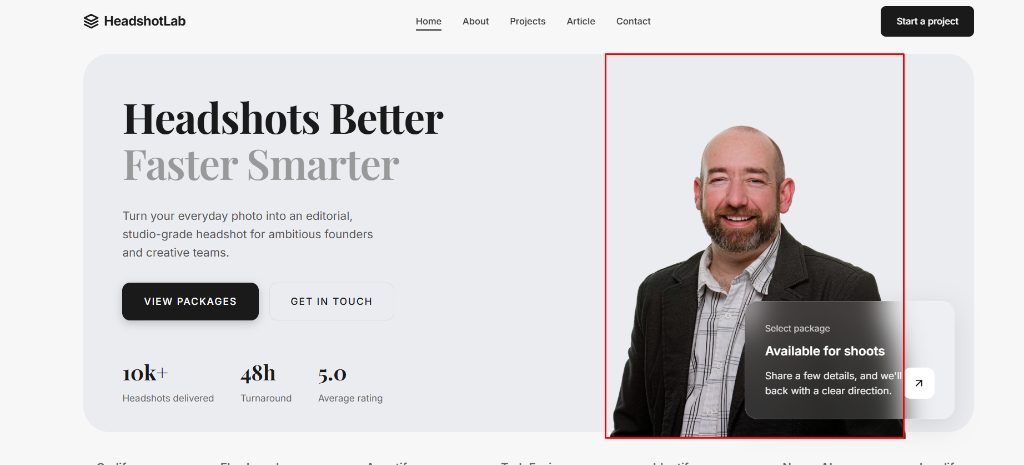 HeadshotLab
Home About Projects Article Contact
Start a project
Headshots Better
Faster Smarter
Turn your everyday photo into an editorial,
studio-grade headshot for ambitious founders
and creative teams.
VIEW PACKAGES GET IN TOUCH
10k+ 48h 5.0
Headshots delivered Turnaround Average rating
Select package
Available for shoots
Share a few details, and we'll
back with a clear direction.